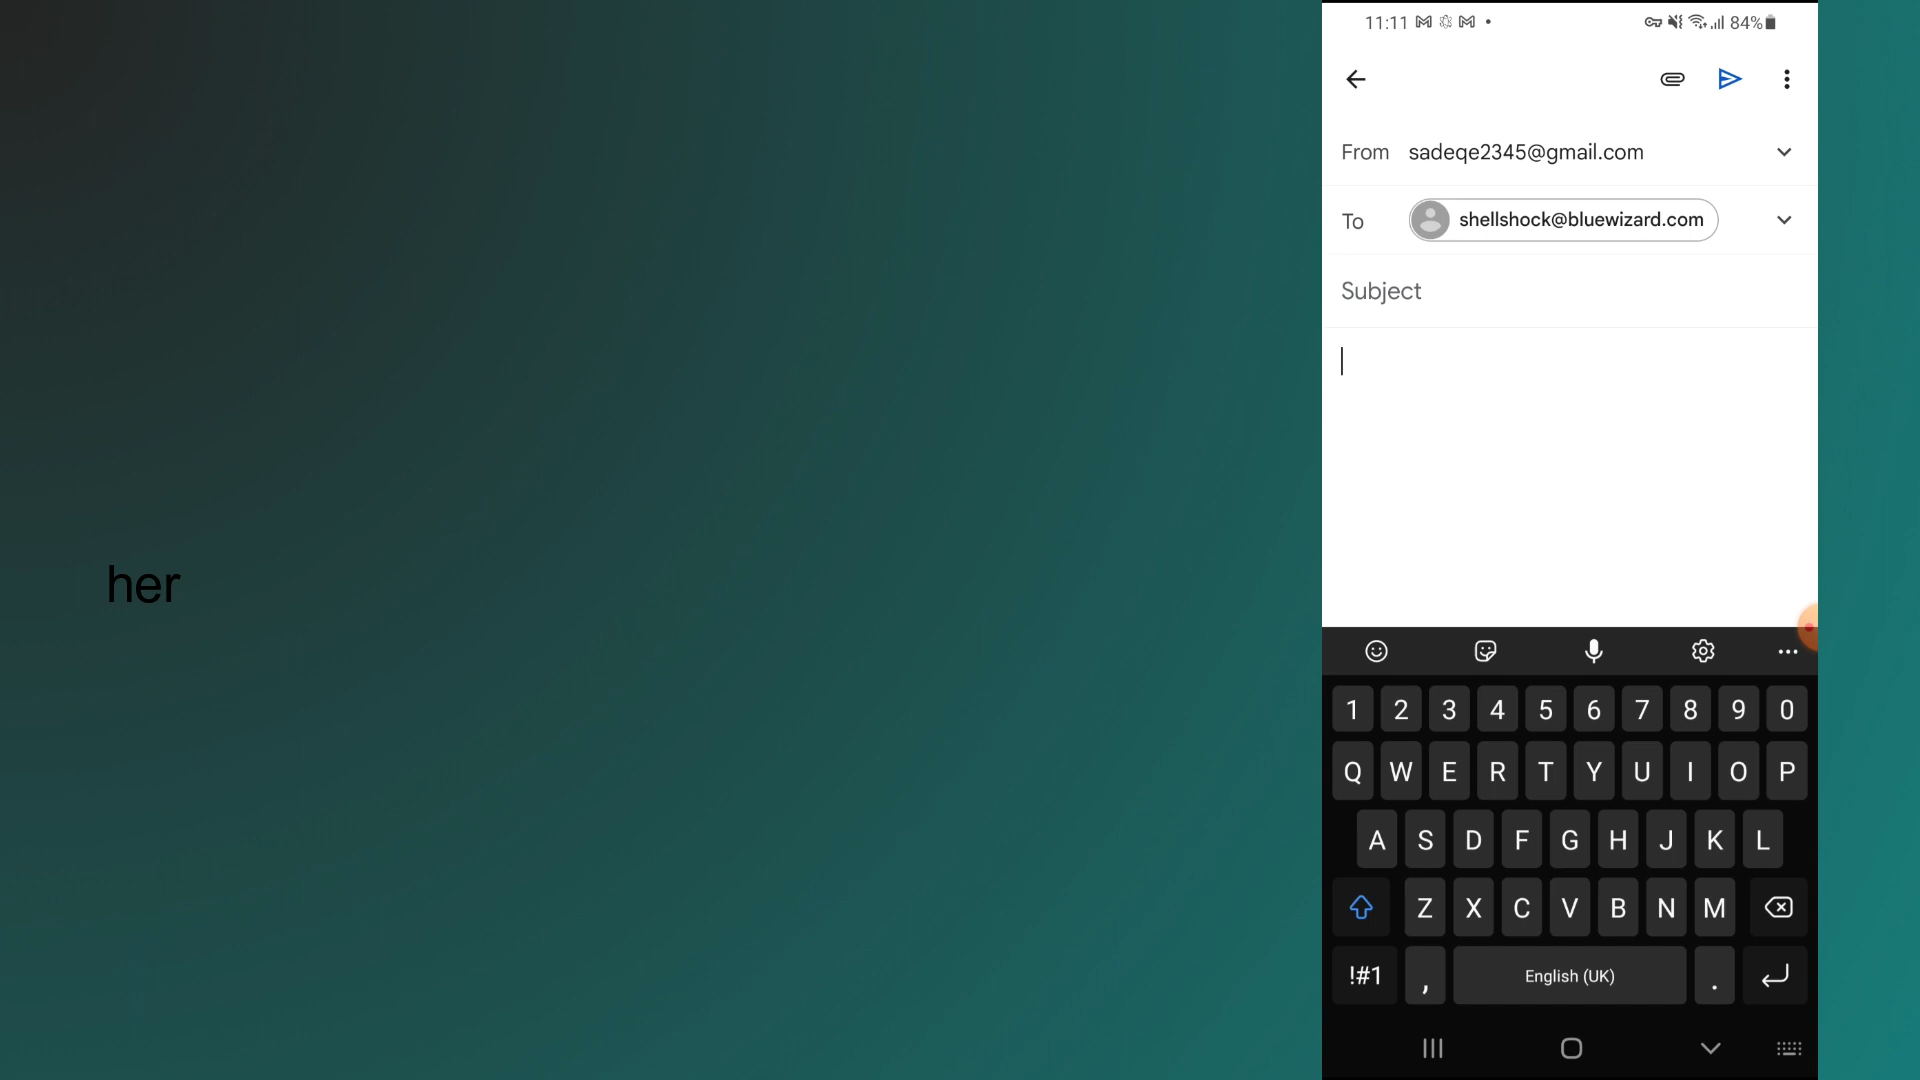 her
11:11
84%
From sadeqe2345@gmail.com
To shellshock@bluewizard.com
Subject
1 2 3 4 5 6 7 8 9 0
Q W E R T Y U I O P
A S D F G H J K L
Z X C V B N M
!#1 , English (UK) .